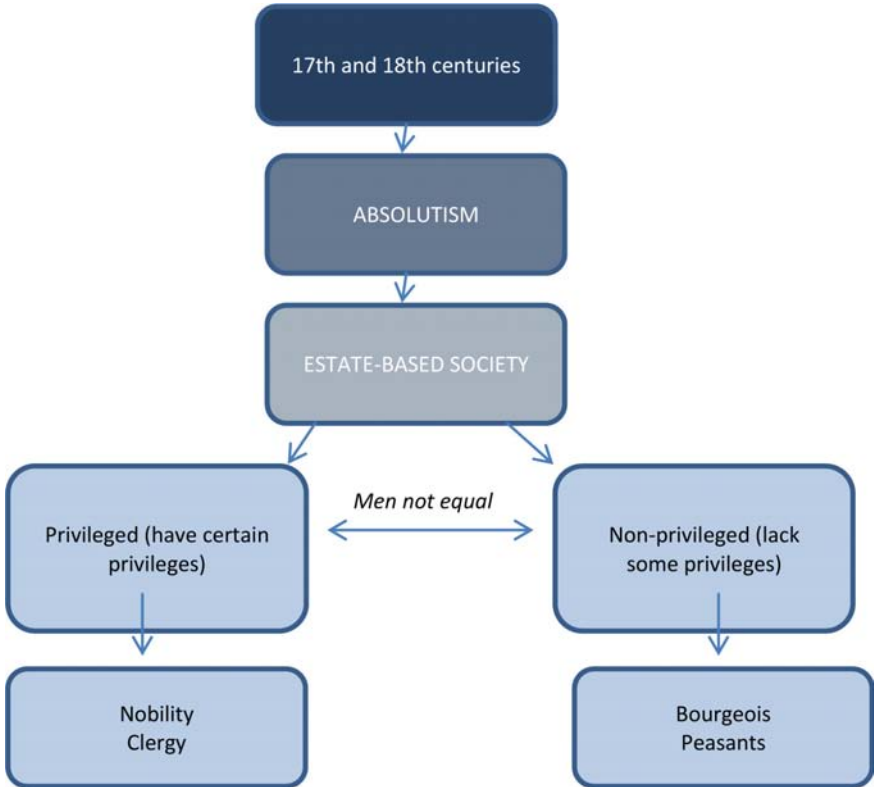 17th and 18th centuries
ABSOLUTISM
ESTATE-BASED SOCIETY
Men not equal
Privileged (have certain
privileges)
Non-privileged (lack
some privileges)
Nobility
Clergy
Bourgeois
Peasants